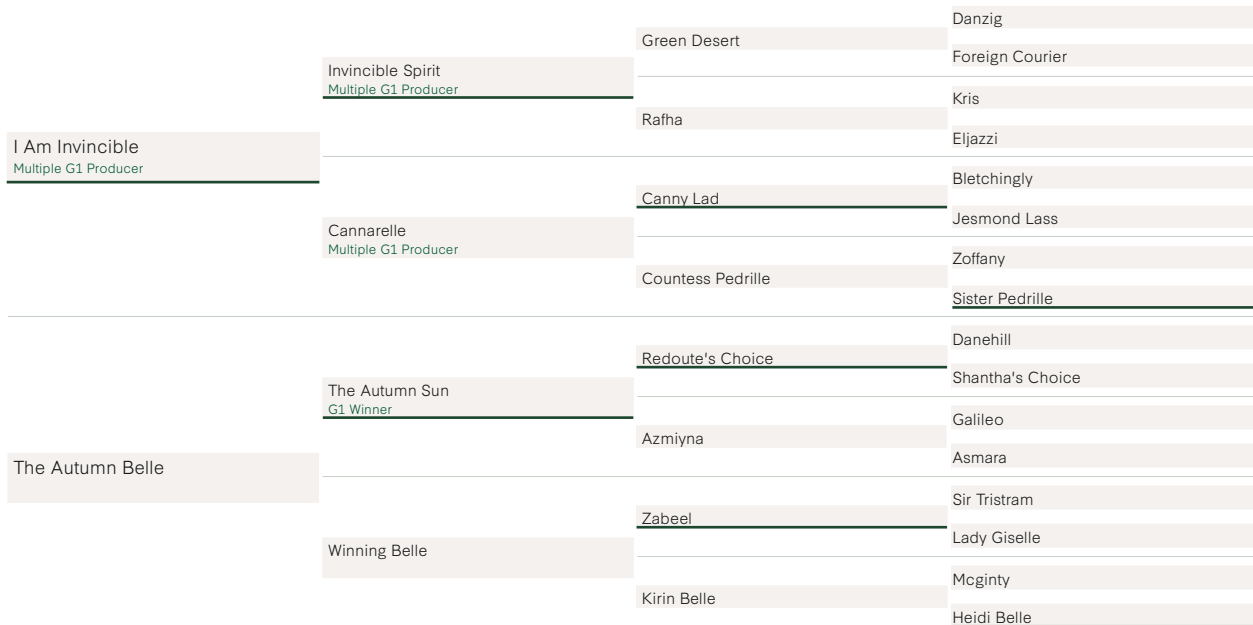 I Am Invincible
Multiple G1 Producer
Invincible Spirit
Multiple G1 Producer
Green Desert
Danzig
Foreign Courier
Rafha
Kris
Eljazzi
Cannarelle
Multiple G1 Producer
Canny Lad
Bletchingly
Jesmond Lass
Countess Pedrille
Zoffany
Sister Pedrille
The Autumn Belle
The Autumn Sun
G1 Winner
Redoute's Choice
Danehill
Shantha's Choice
Azmiyna
Galileo
Asmara
Winning Belle
Zabeel
Sir Tristram
Lady Giselle
Kirin Belle
Mcginty
Heidi Belle